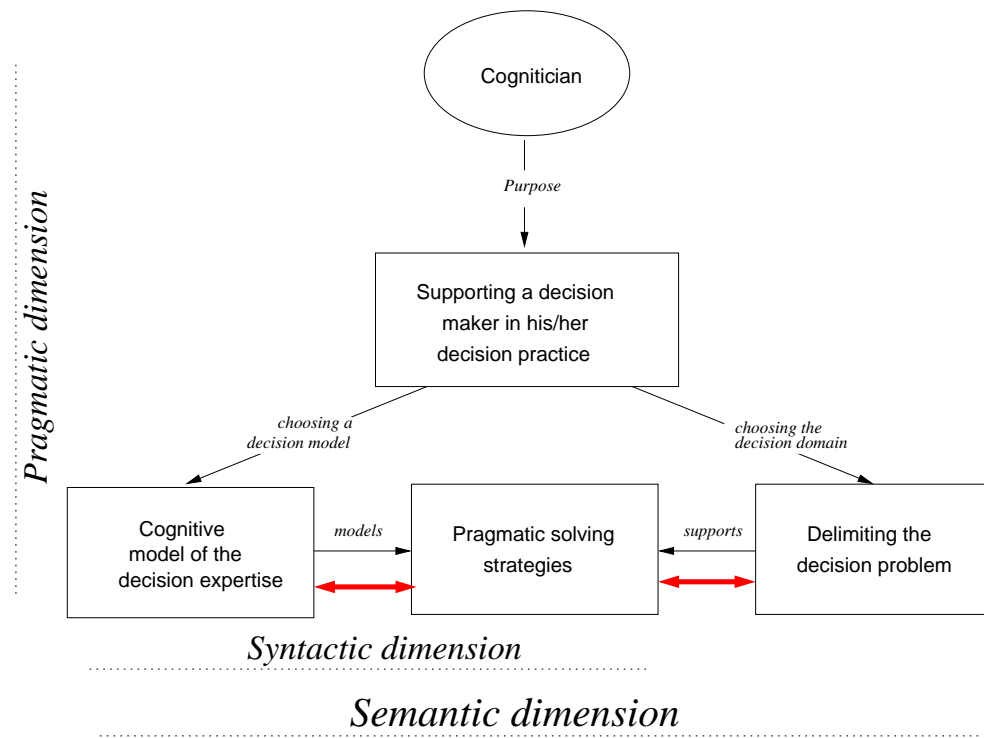 Cognitician
Purpose
Pragmatic dimension
Supporting a decision
maker in his/her
decision practice
choosing a
decision model
choosing the
decision domain
Cognitive
model of the
decision expertise
models
Pragmatic solving
strategies
supports
Delimiting the
decision problem
Syntactic dimension
Semantic dimension